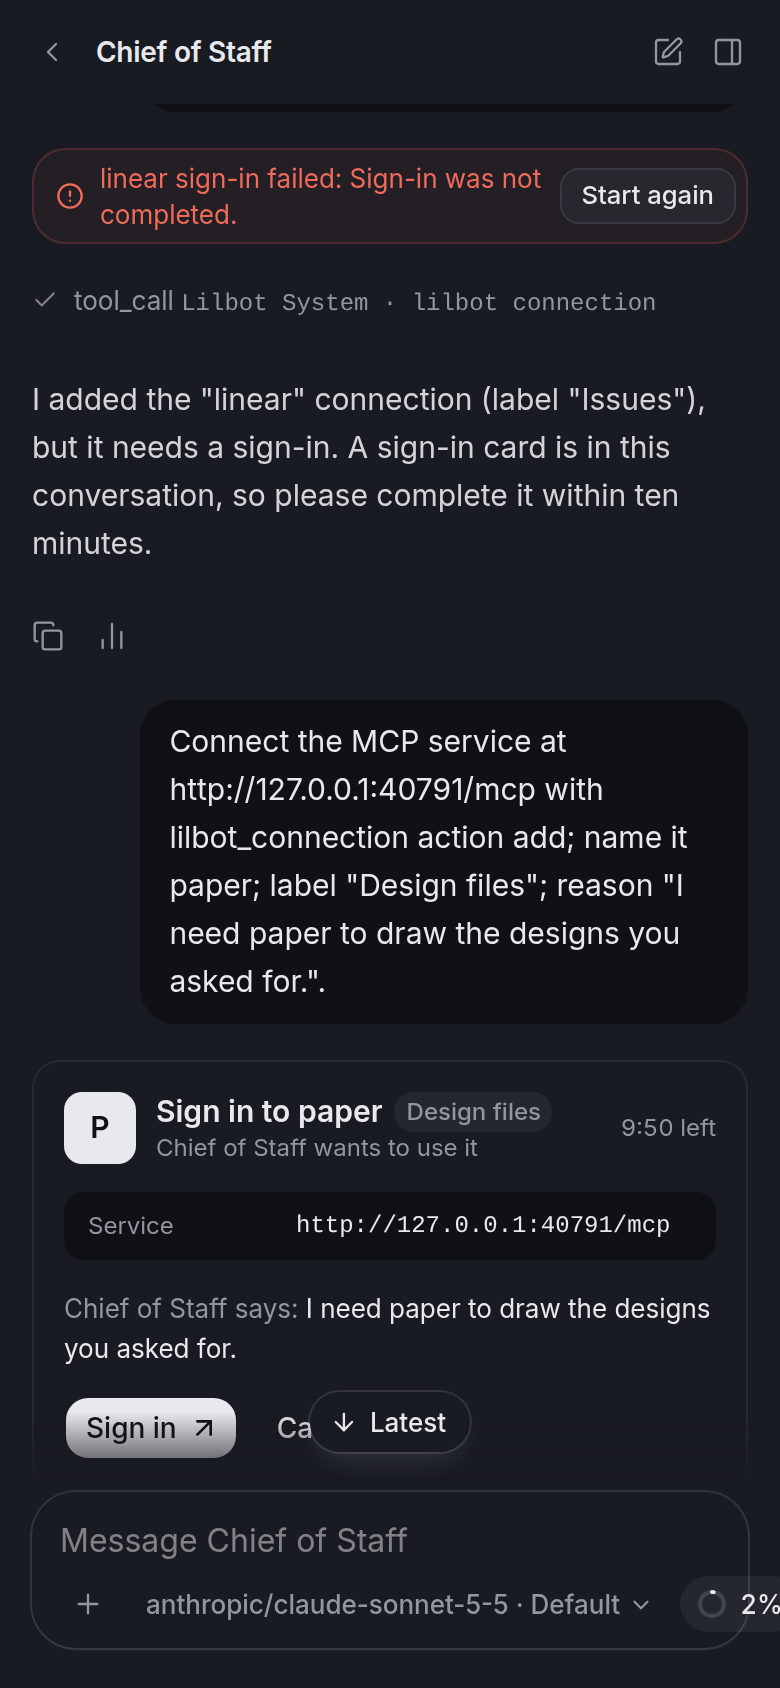 Chief of Staff
linear sign-in failed: Sign-in was not
completed.
Start again
tool_call Lilbot System · lilbot connection
I added the "linear" connection (label "Issues"),
but it needs a sign-in. A sign-in card is in this
conversation, so please complete it within ten
minutes.
Connect the MCP service at
http://127.0.0.1:40791/mcp with
lilbot_connection action add; name it
paper; label "Design files"; reason "I
need paper to draw the designs you
asked for.".
P
Sign in to paper Design files
Chief of Staff wants to use it
9:50 left
Service http://127.0.0.1:40791/mcp
Chief of Staff says: I need paper to draw the designs
you asked for.
Sign in
Latest
Message Chief of Staff
anthropic/claude-sonnet-5-5 · Default
2%